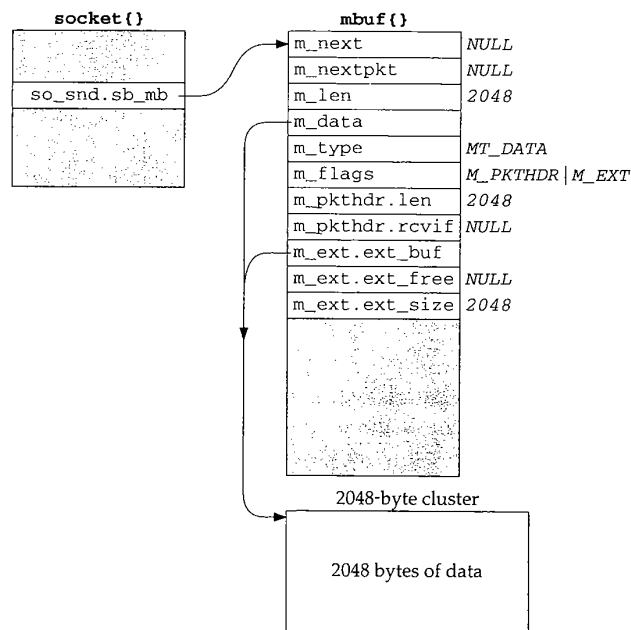 socket{}
mbuf{}
so_snd.sb_mb
m_next NULL
m_nextpkt NULL
m_len 2048
m_data
m_type MT_DATA
m_flags M_PKTHDR|M_EXT
m_pkthdr.len 2048
m_pkthdr.rcvif NULL
m_ext.ext_buf
m_ext.ext_free NULL
m_ext.ext_size 2048
2048-byte cluster
2048 bytes of data